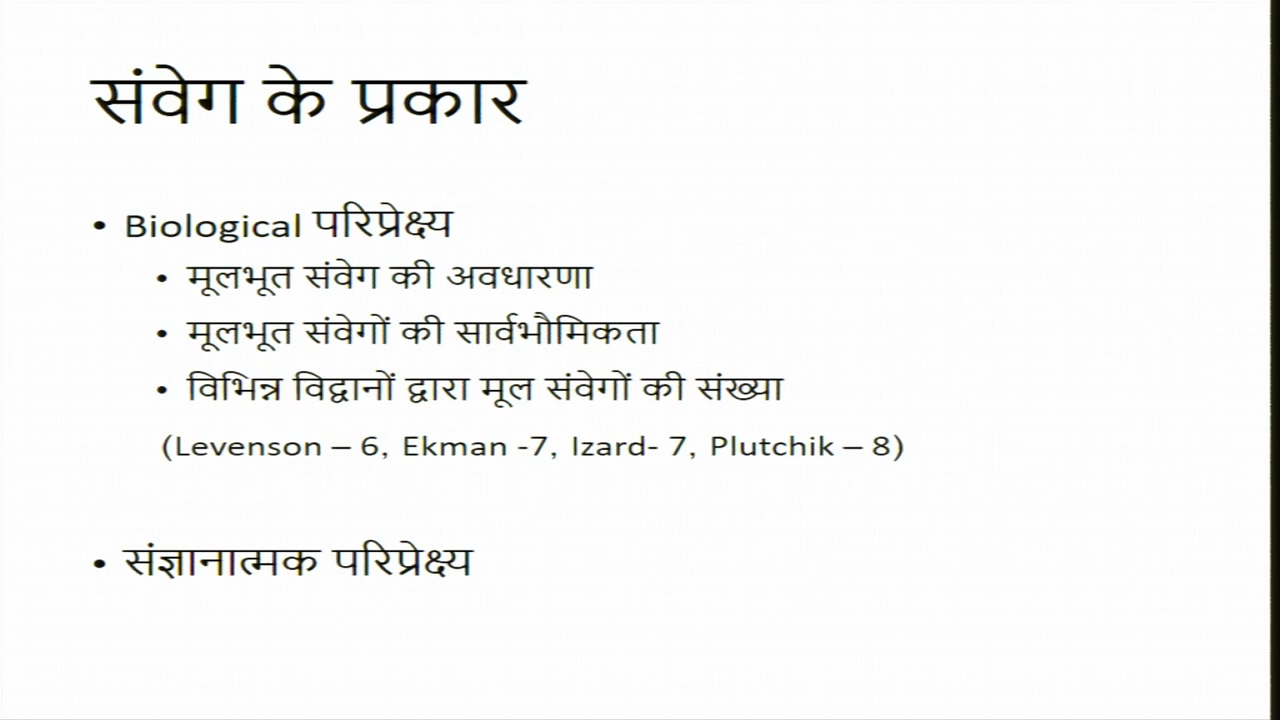 संवेग के प्रकार
• Biological परिप्रेक्ष्य
• मूलभूत संवेग की अवधारणा
• मूलभूत संवेगों की सार्वभौमिकता
• विभिन्न विद्वानों द्वारा मूल संवेगों की संख्या
(Levenson – 6, Ekman -7, Izard- 7, Plutchik – 8)
• संज्ञानात्मक परिप्रेक्ष्य